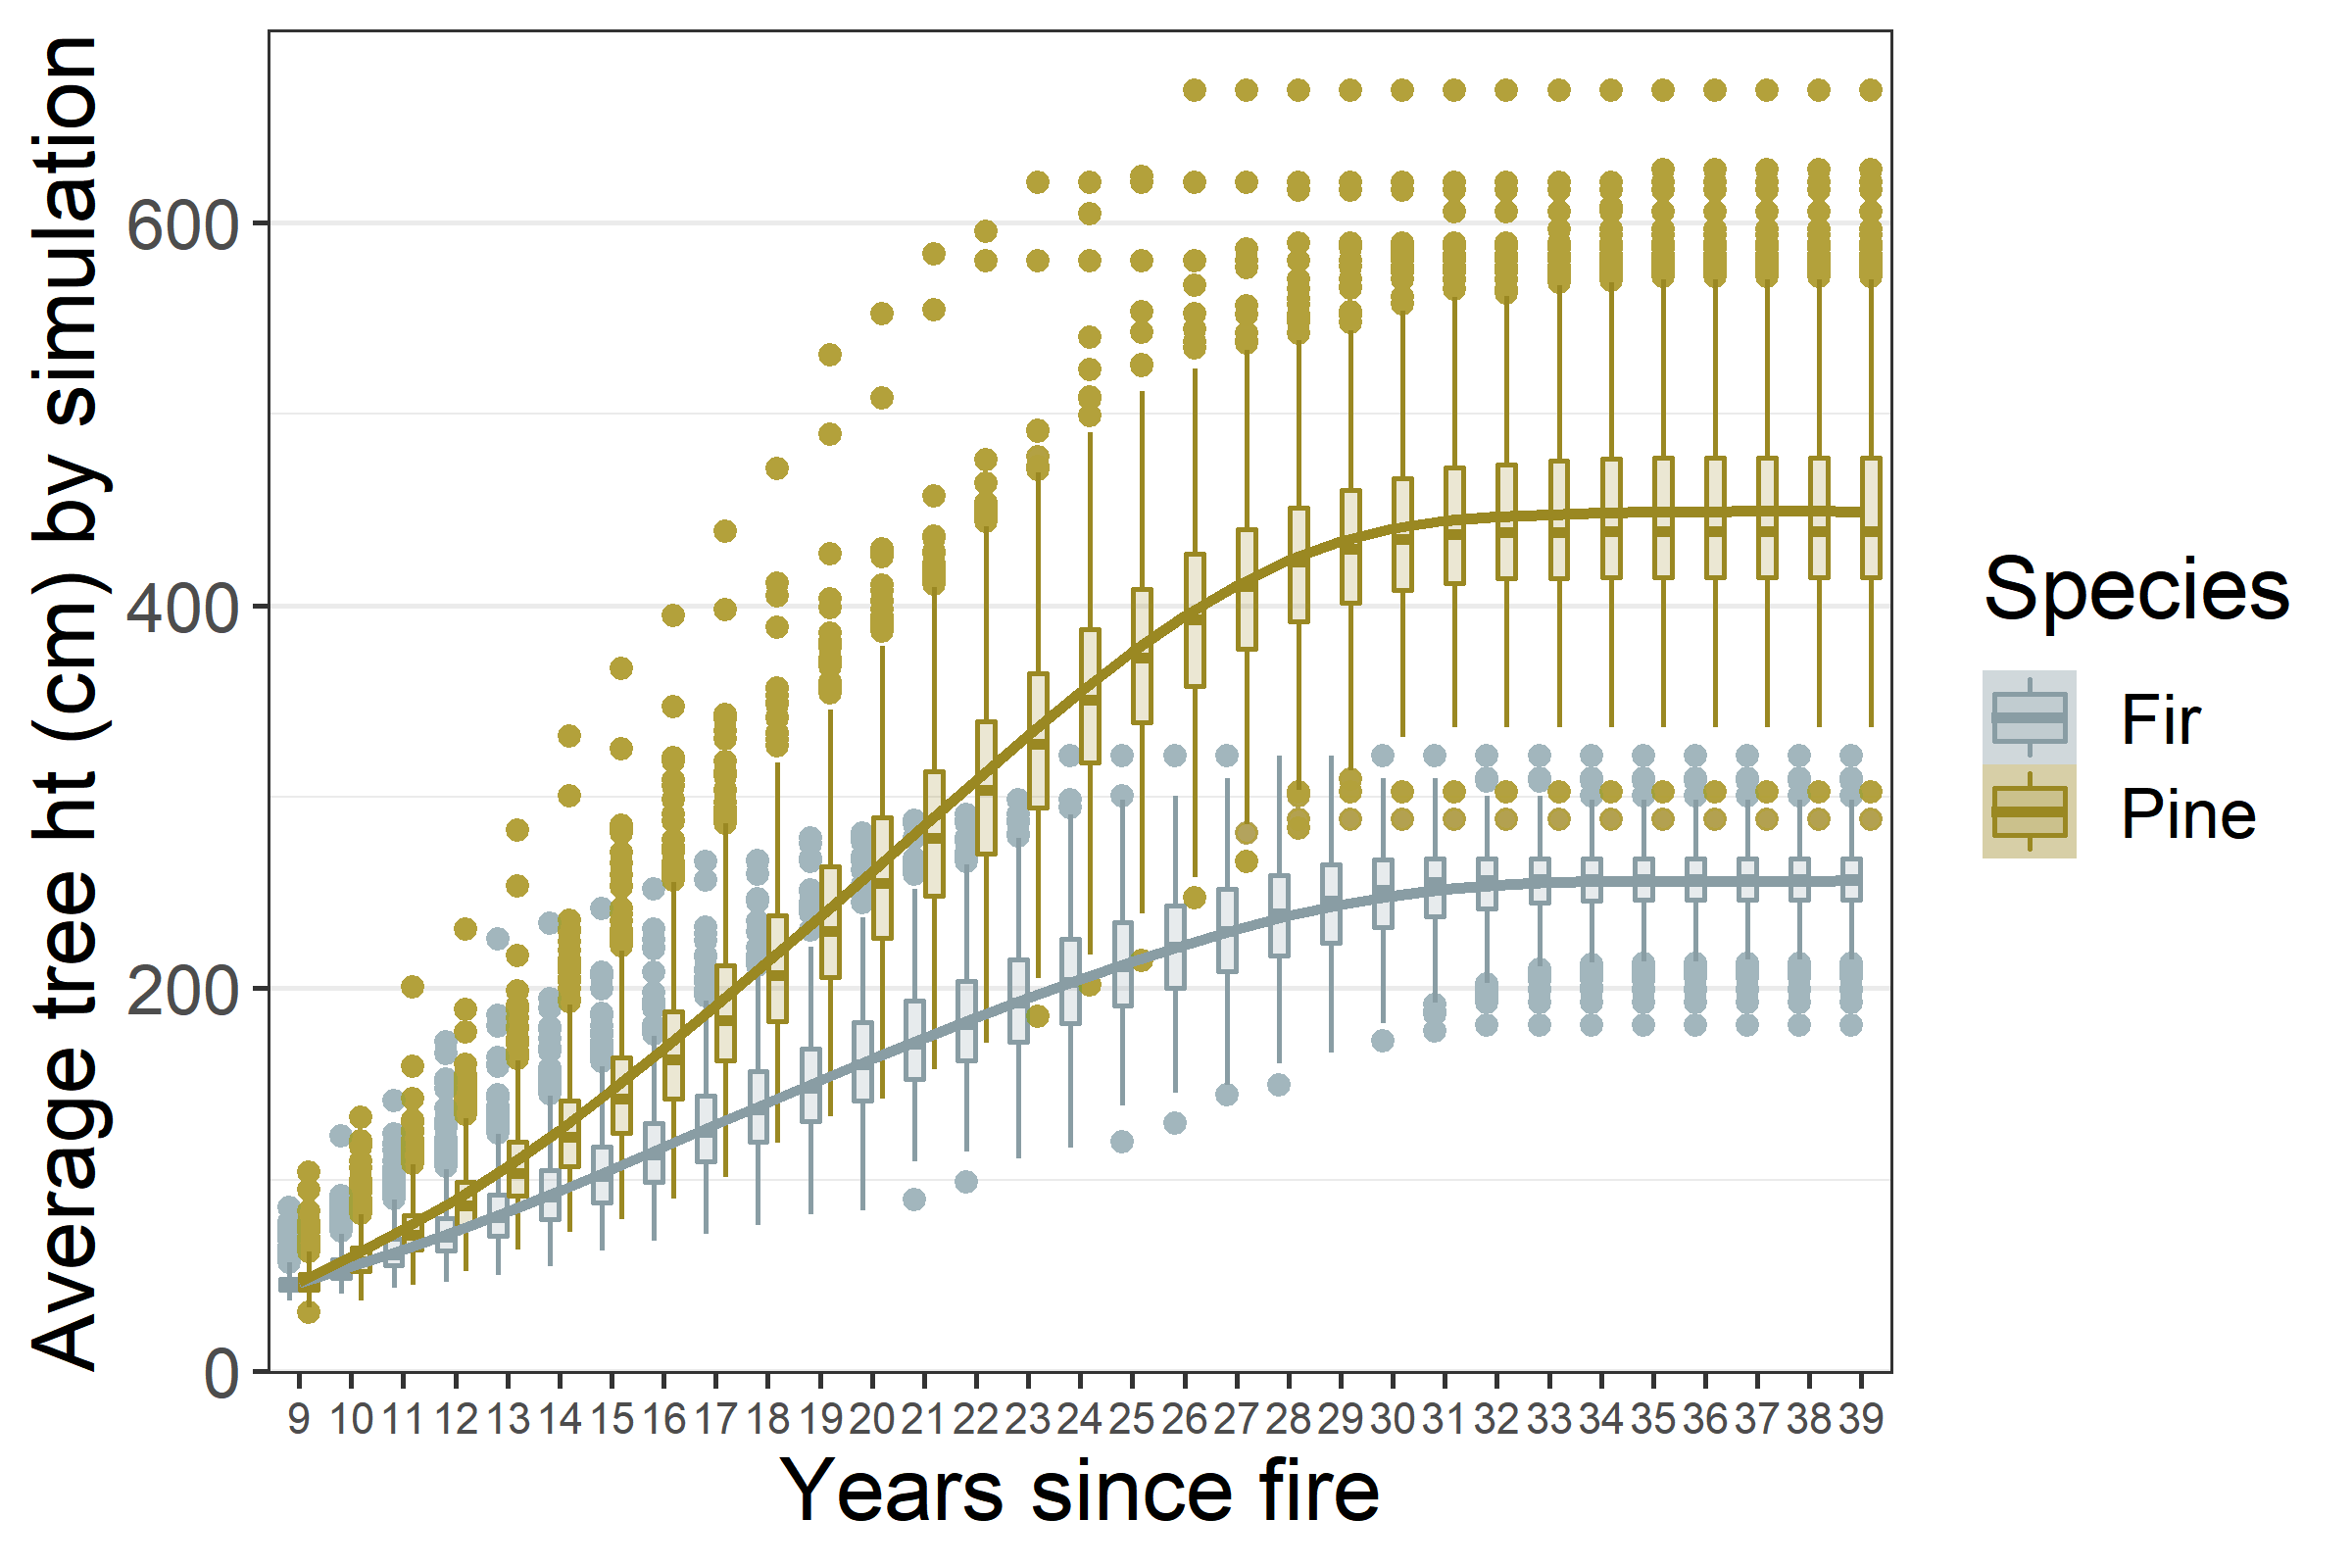 Average tree ht (cm) by simulation
600
400
200
0
9 10 11 12 13 14 15 16 17 18 19 20 21 22 23 24 25 26 27 28 29 30 31 32 33 34 35 36 37 38 39
Years since fire
Species
Fir
Pine